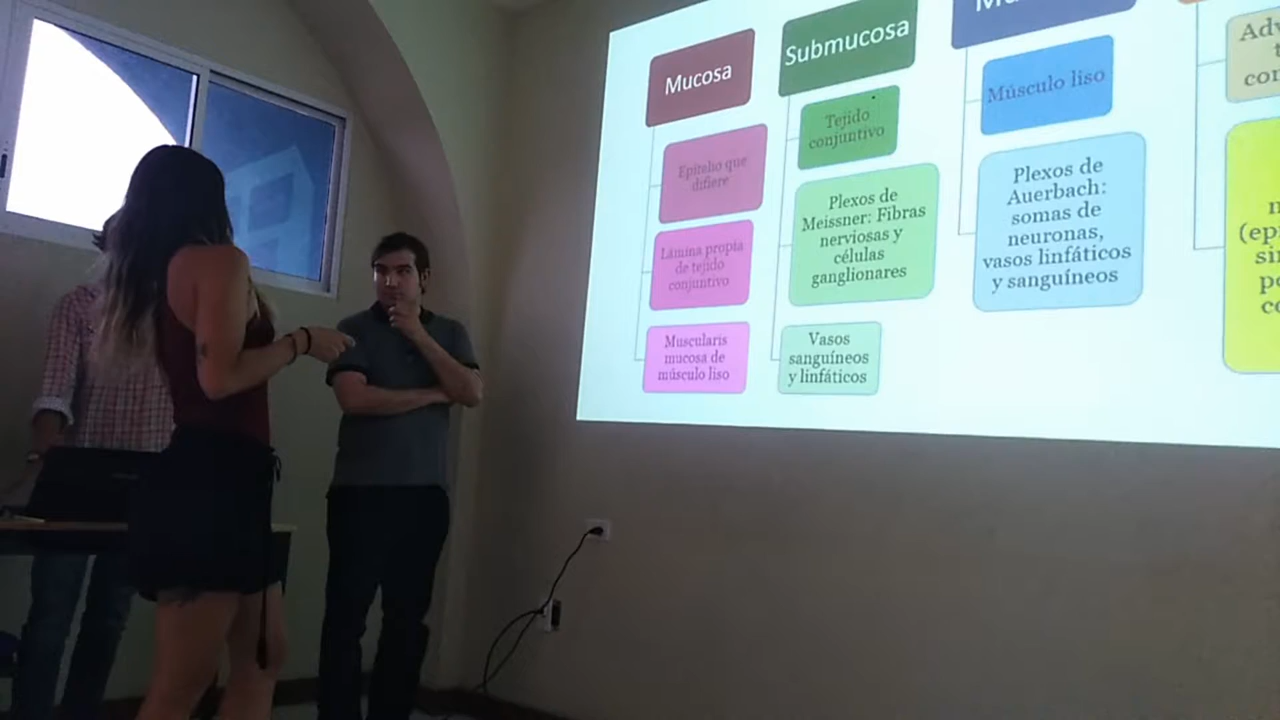 Mucosa
Epitelio que
difiere
Lámina propia
de tejido
conjuntivo
Muscularis
mucosa de
músculo liso
Submucosa
Tejido
conjuntivo
Plexos de
Meissner: Fibras
nerviosas y
células
ganglionares
Vasos
sanguíneos
y linfáticos
Músculo liso
Plexos de
Auerbach:
somas de
neuronas,
vasos linfáticos
y sanguíneos